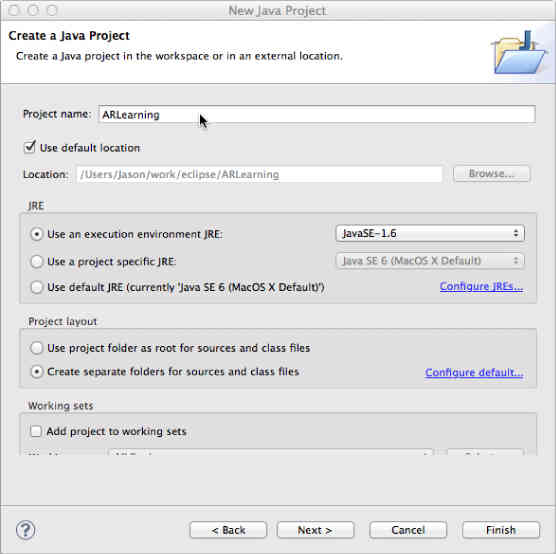 New Java Project
Create a Java Project
Create a Java project in the workspace or in an external location.
Project name: ARLearning
Use default location
Location: /Users/Jason/work/eclipse/ARLearning Browse...
JRE
Use an execution environment JRE: JavaSE-1.6
Use a project specific JRE: Java SE 6 (MacOS X Default)
Use default JRE (currently 'Java SE 6 (MacOS X Default)') Configure JREs...
Project layout
Use project folder as root for sources and class files
Create separate folders for sources and class files Configure default...
Working sets
Add project to working sets
? < Back Next > Cancel Finish